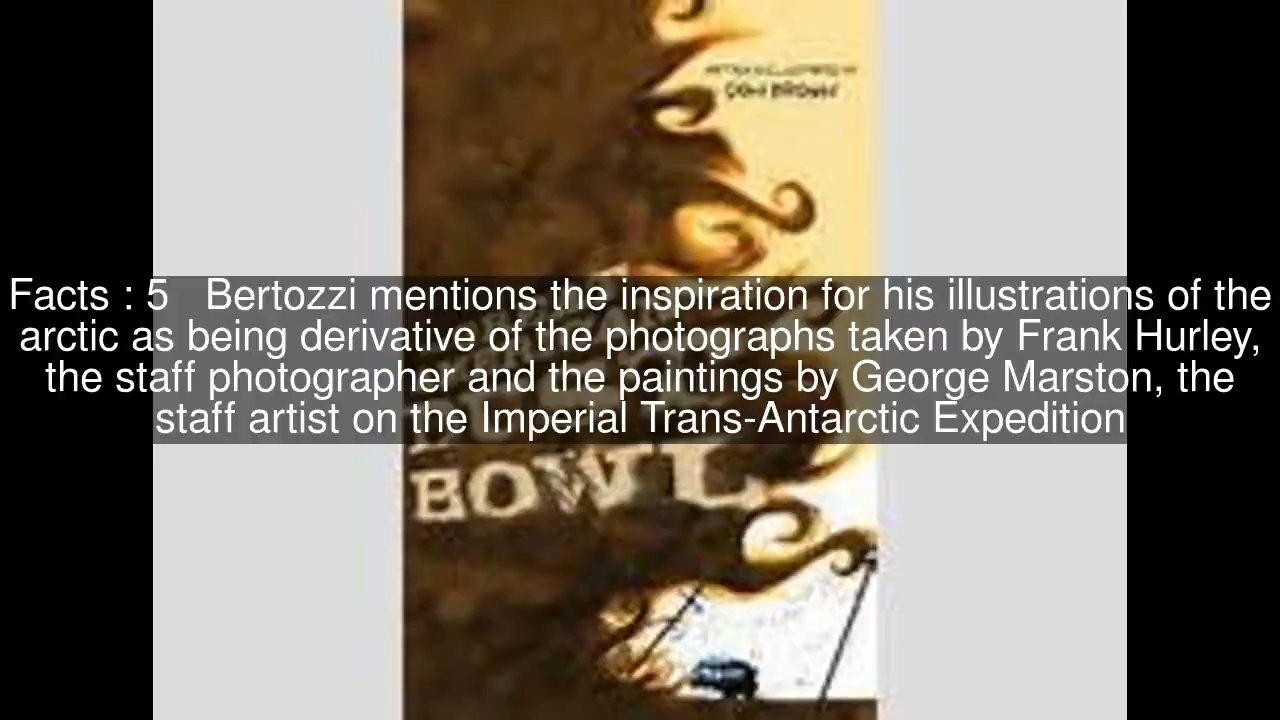 DON BROWN
Facts : 5 Bertozzi mentions the inspiration for his illustrations of the
arctic as being derivative of the photographs taken by Frank Hurley,
the staff photographer and the paintings by George Marston, the
staff artist on the Imperial Trans-Antarctic Expedition
BOWL